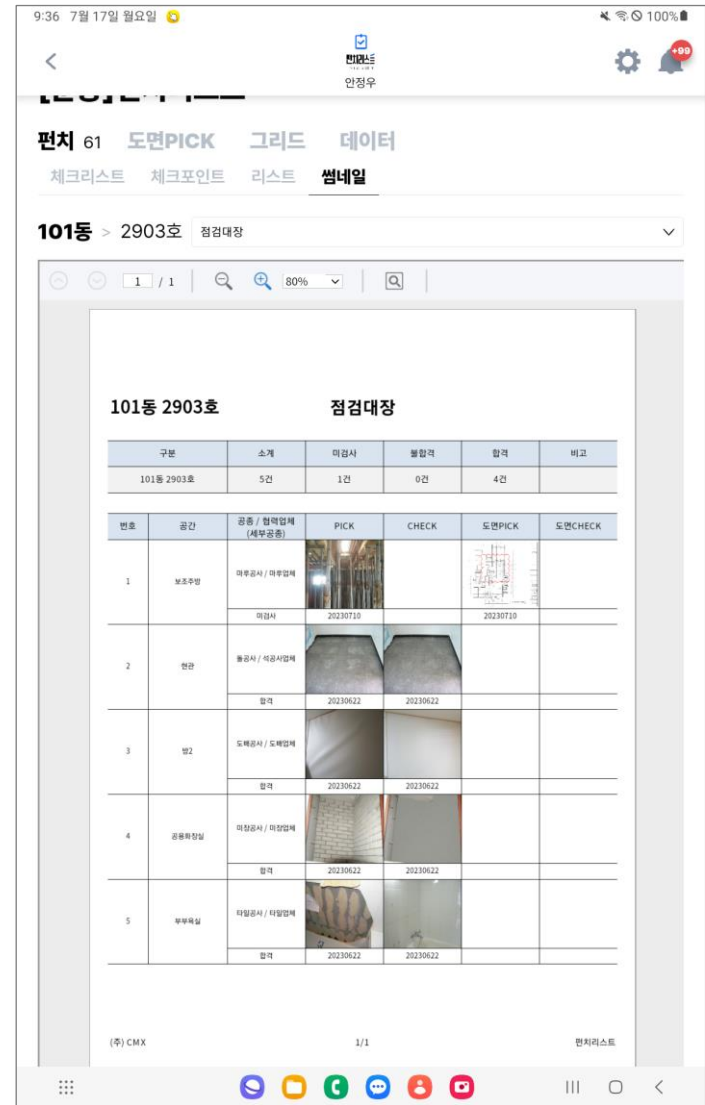 9:36 7월 17일 월요일 100%
펀치리스트
안정우
+99
펀치 61 도면PICK 그리드 데이터
체크리스트 체크포인트 리스트 썸네일
101동 > 2903호 점검대장
1 / 1 80%
101동 2903호 점검대장
구분 소계 미검사 불합격 합격 비고
101동 2903호 5건 1건 0건 4건
번호 공간 공종 / 협력업체 PICK CHECK 도면PICK 도면CHECK
(세부공종)
1 보조주방 마루공사 / 마루업체
미검사 20230710 20230710
2 현관 돌공사 / 석공사업체
합격 20230622 20230622
3 방2 도배공사 / 도배업체
합격 20230622 20230622
4 공용화장실 미장공사 / 미장업체
합격 20230622 20230622
5 부부욕실 타일공사 / 타일업체
합격 20230622 20230622
(주) CMX 1/1 펀치리스트